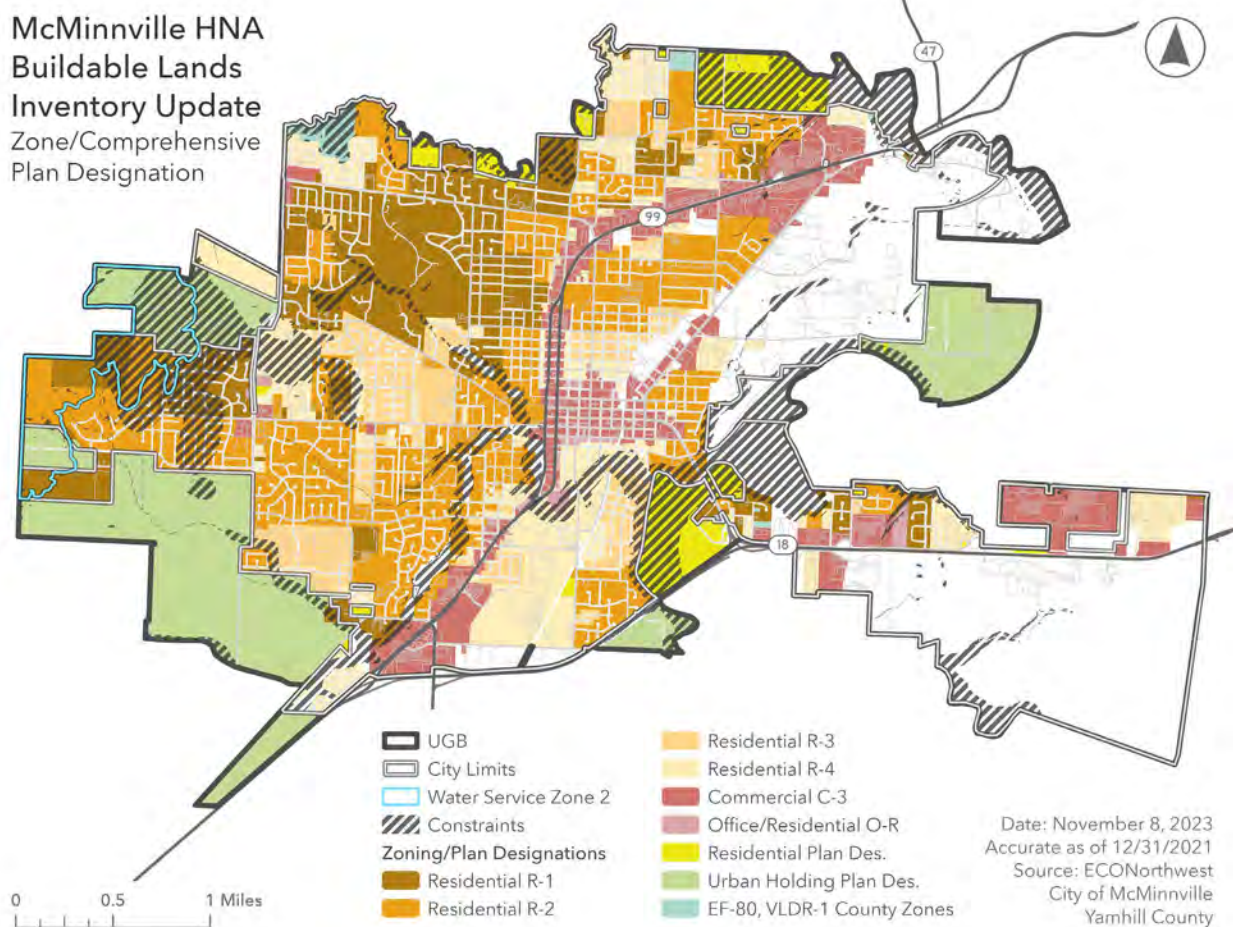 McMinnville HNA
Buildable Lands
Inventory Update
Zone/Comprehensive
Plan Designation
47
99
18
UGB
City Limits
Water Service Zone 2
Constraints
Zoning/Plan Designations
Residential R-1
Residential R-2
Residential R-3
Residential R-4
Commercial C-3
Office/Residential O-R
Residential Plan Des.
Urban Holding Plan Des.
EF-80, VLDR-1 County Zones
0 0.5 1 Miles
Date: November 8, 2023
Accurate as of 12/31/2021
Source: ECONorthwest
City of McMinnville
Yamhill County